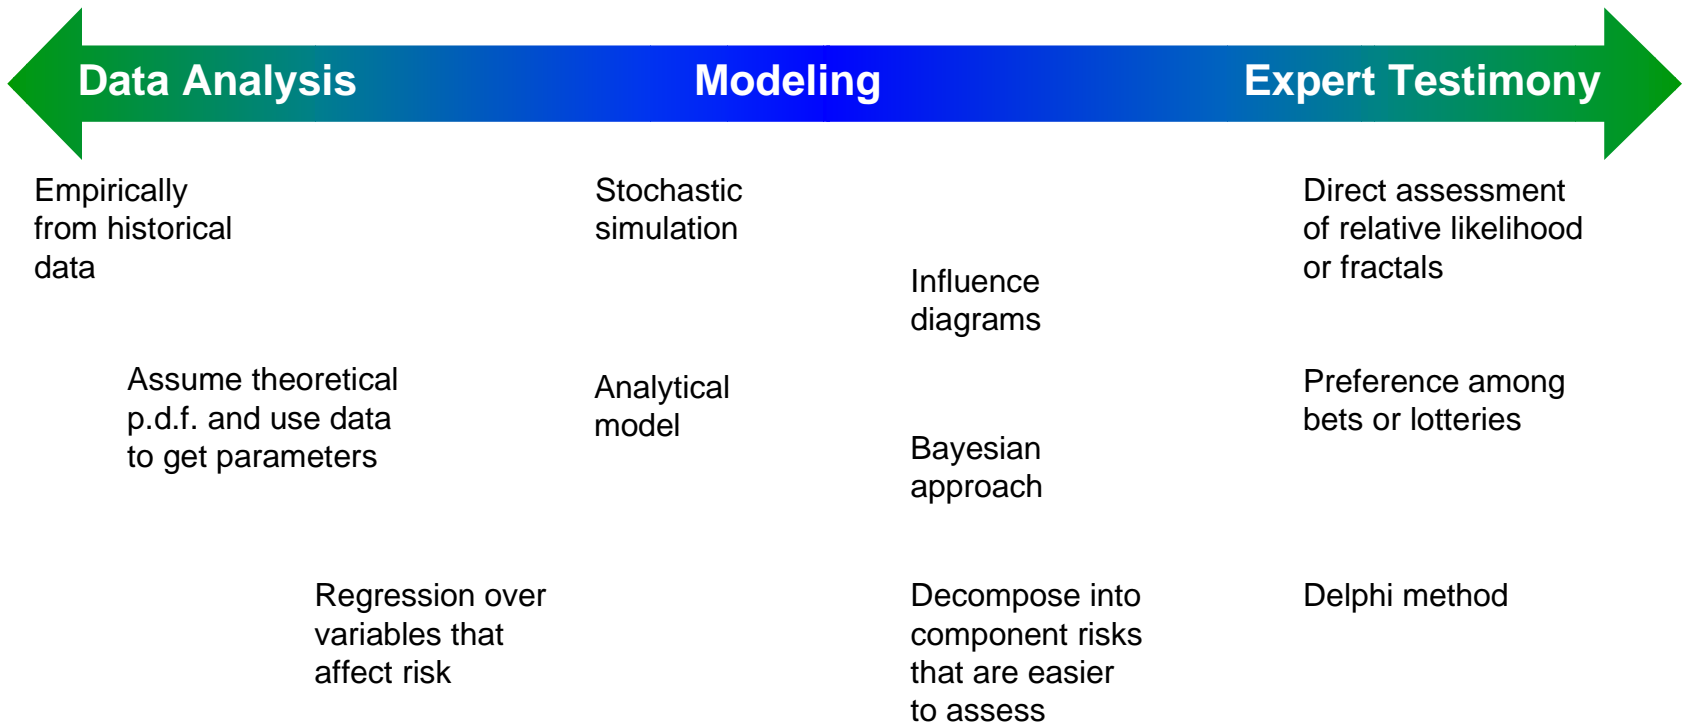 Data Analysis
Modeling
Expert Testimony
Empirically
from historical
data
Stochastic
simulation
Direct assessment
of relative likelihood
or fractals
Influence
diagrams
Assume theoretical
p.d.f. and use data
to get parameters
Analytical
model
Preference among
bets or lotteries
Bayesian
approach
Regression over
variables that
affect risk
Decompose into
component risks
that are easier
to assess
Delphi method